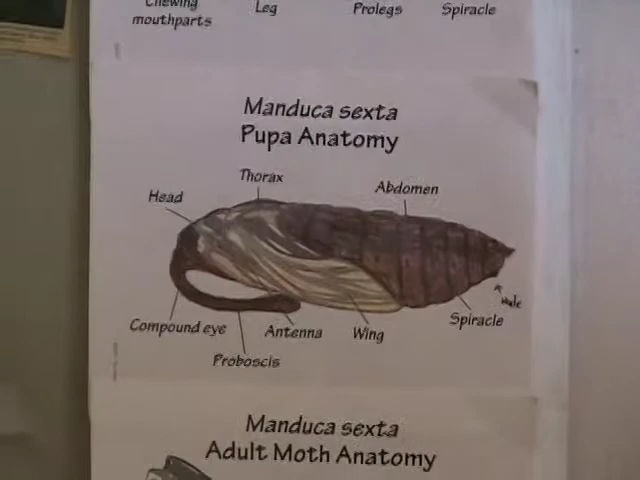 Chewing
mouthparts
Leg
Prolegs
Spiracle
Manduca sexta
Pupa Anatomy
Thorax
Abdomen
Head
Male
Spiracle
Compound eye
Antenna
Wing
Proboscis
Manduca sexta
Adult Moth Anatomy